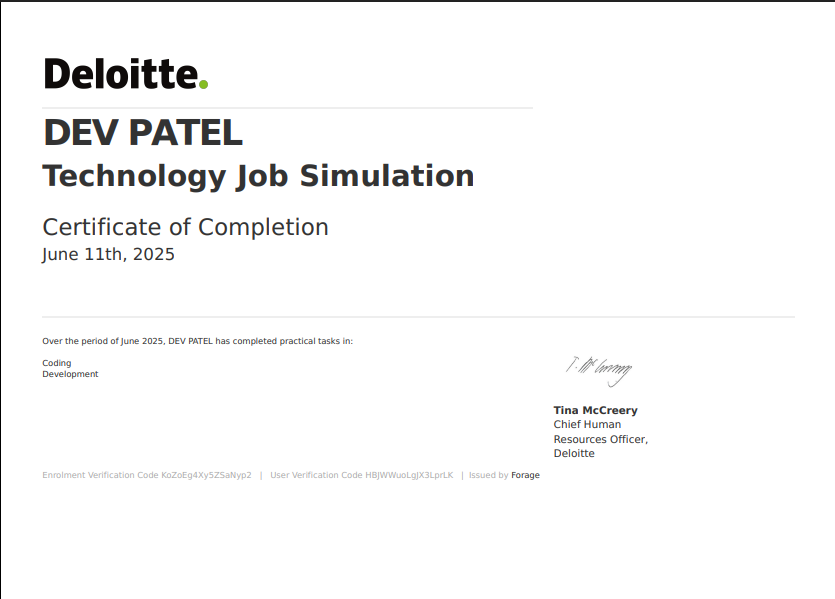 Deloitte.
DEV PATEL
Technology Job Simulation
Certificate of Completion
June 11th, 2025
Over the period of June 2025, DEV PATEL has completed practical tasks in:
Coding
Development
T. McCreery
Tina McCreery
Chief Human
Resources Officer,
Deloitte
Enrolment Verification Code KoZoEg4Xy5ZSaNyp2 | User Verification Code HBJWWuoLgJX3LprLK | Issued by Forage